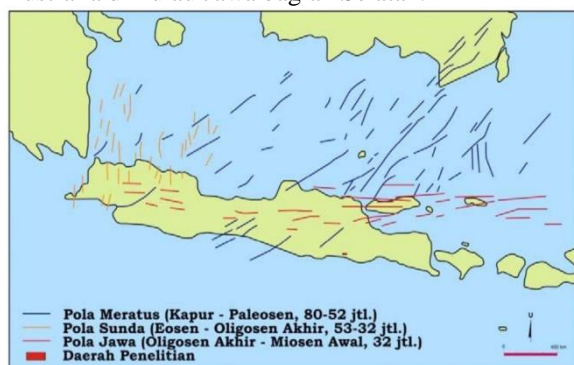 Pola Meratus (Kapur - Paleosen, 80-52 jtl.)
Pola Sunda (Eosen - Oligosen Akhir, 53-32 jtl.)
Pola Jawa (Oligosen Akhir - Miosen Awal, 32 jtl.)
Daerah Penelitian
U
0